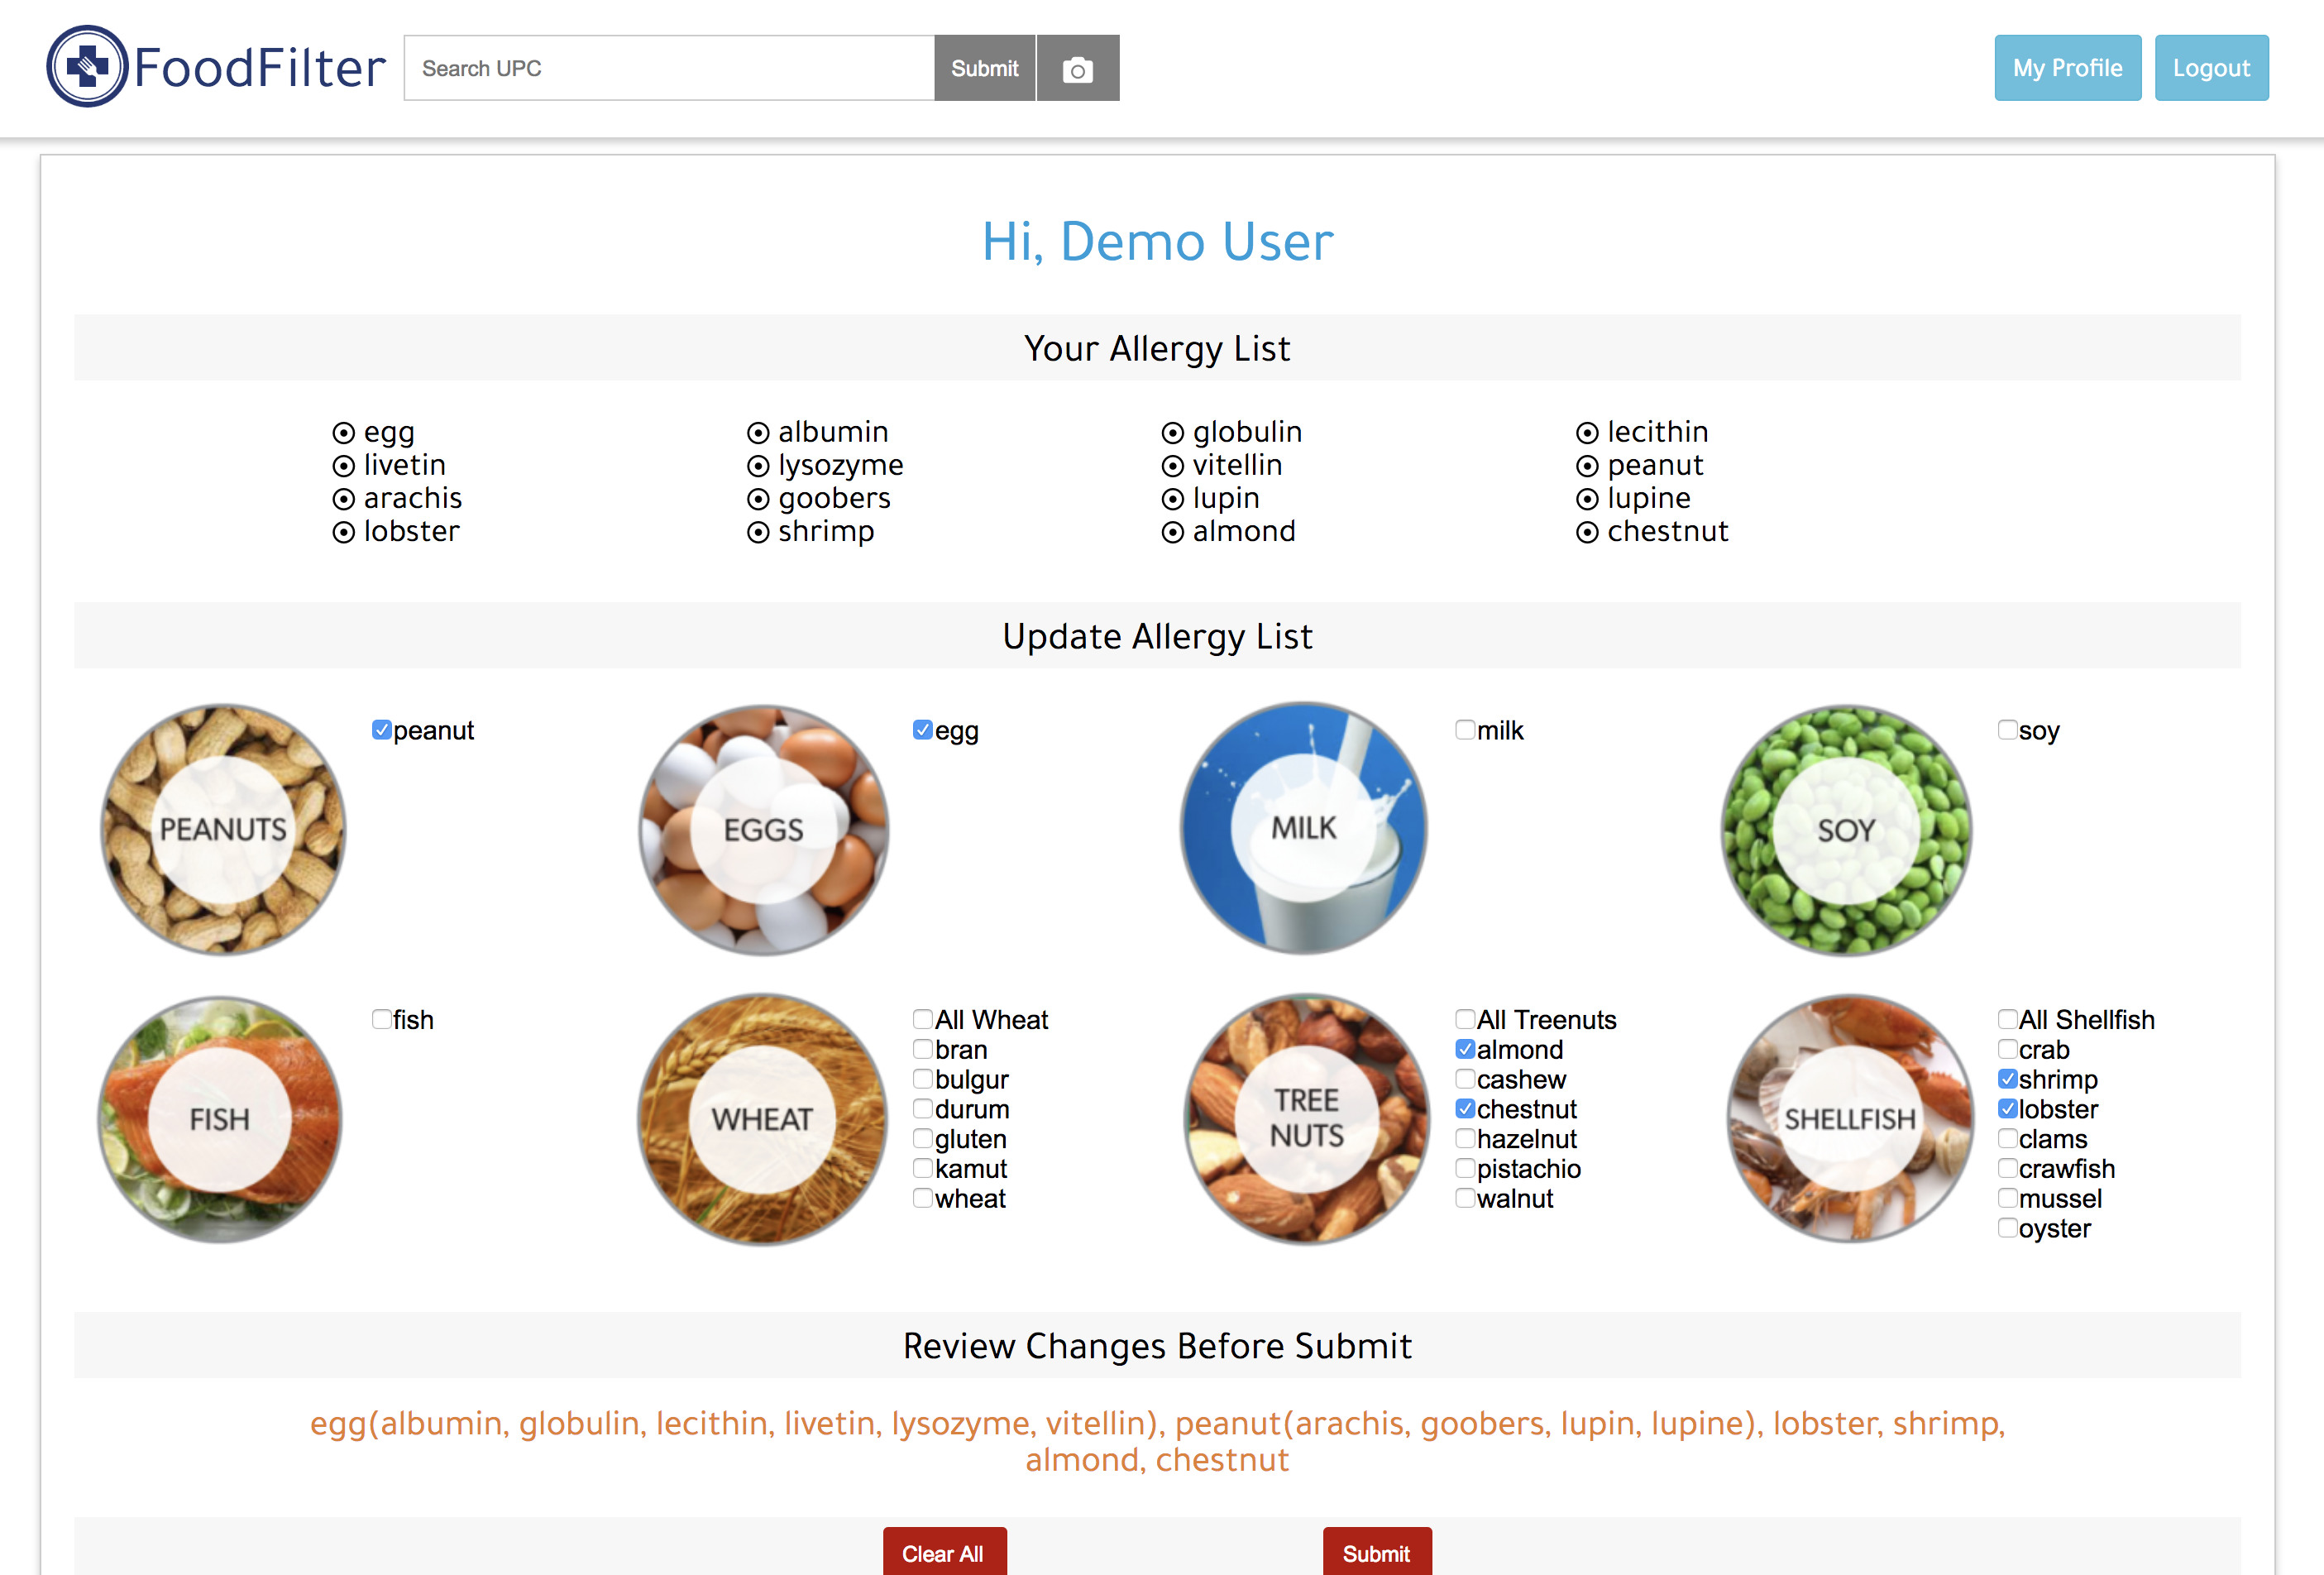 FoodFilter
Search UPC
Submit
My Profile
Logout
Hi, Demo User
Your Allergy List
egg
albumin
globulin
lecithin
livetin
lysozyme
vitellin
peanut
arachis
goobers
lupin
lupine
lobster
shrimp
almond
chestnut
Update Allergy List
PEANUTS
peanut
EGGS
egg
MILK
milk
SOY
soy
FISH
fish
WHEAT
All Wheat
bran
bulgur
durum
gluten
kamut
wheat
TREE
NUTS
All Treenuts
almond
cashew
chestnut
hazelnut
pistachio
walnut
SHELLFISH
All Shellfish
crab
shrimp
lobster
clams
crawfish
mussel
oyster
Review Changes Before Submit
egg(albumin, globulin, lecithin, livetin, lysozyme, vitellin), peanut(arachis, goobers, lupin, lupine), lobster, shrimp,
almond, chestnut
Clear All
Submit